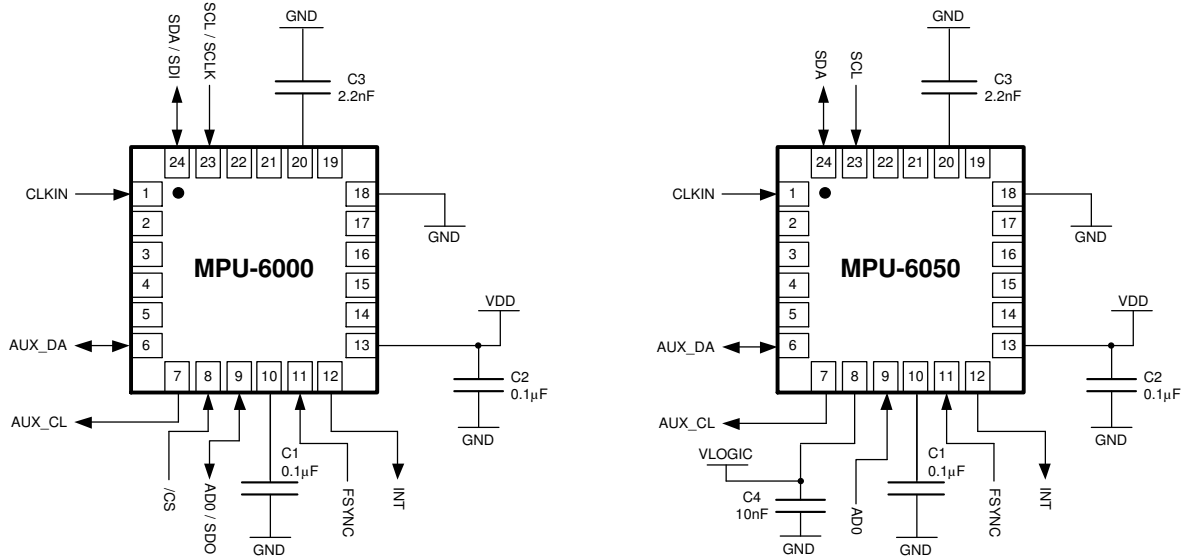 GND
SDA / SDI
SCL / SCLK
C3
2.2nF
24
23
22
21
20
19
CLKIN
1
2
3
4
5
6
18
17
16
15
14
13
GND
MPU-6000
VDD
AUX_DA
7
8
9
10
11
12
C2
0.1µF
AUX_CL
GND
/CS
AD0 / SDO
C1
0.1µF
FSYNC
INT
GND
GND
SDA
SCL
C3
2.2nF
24
23
22
21
20
19
CLKIN
1
2
3
4
5
6
18
17
16
15
14
13
GND
MPU-6050
VDD
AUX_DA
7
8
9
10
11
12
C2
0.1µF
AUX_CL
GND
VLOGIC
C4
10nF
GND
AD0
C1
0.1µF
FSYNC
INT
GND